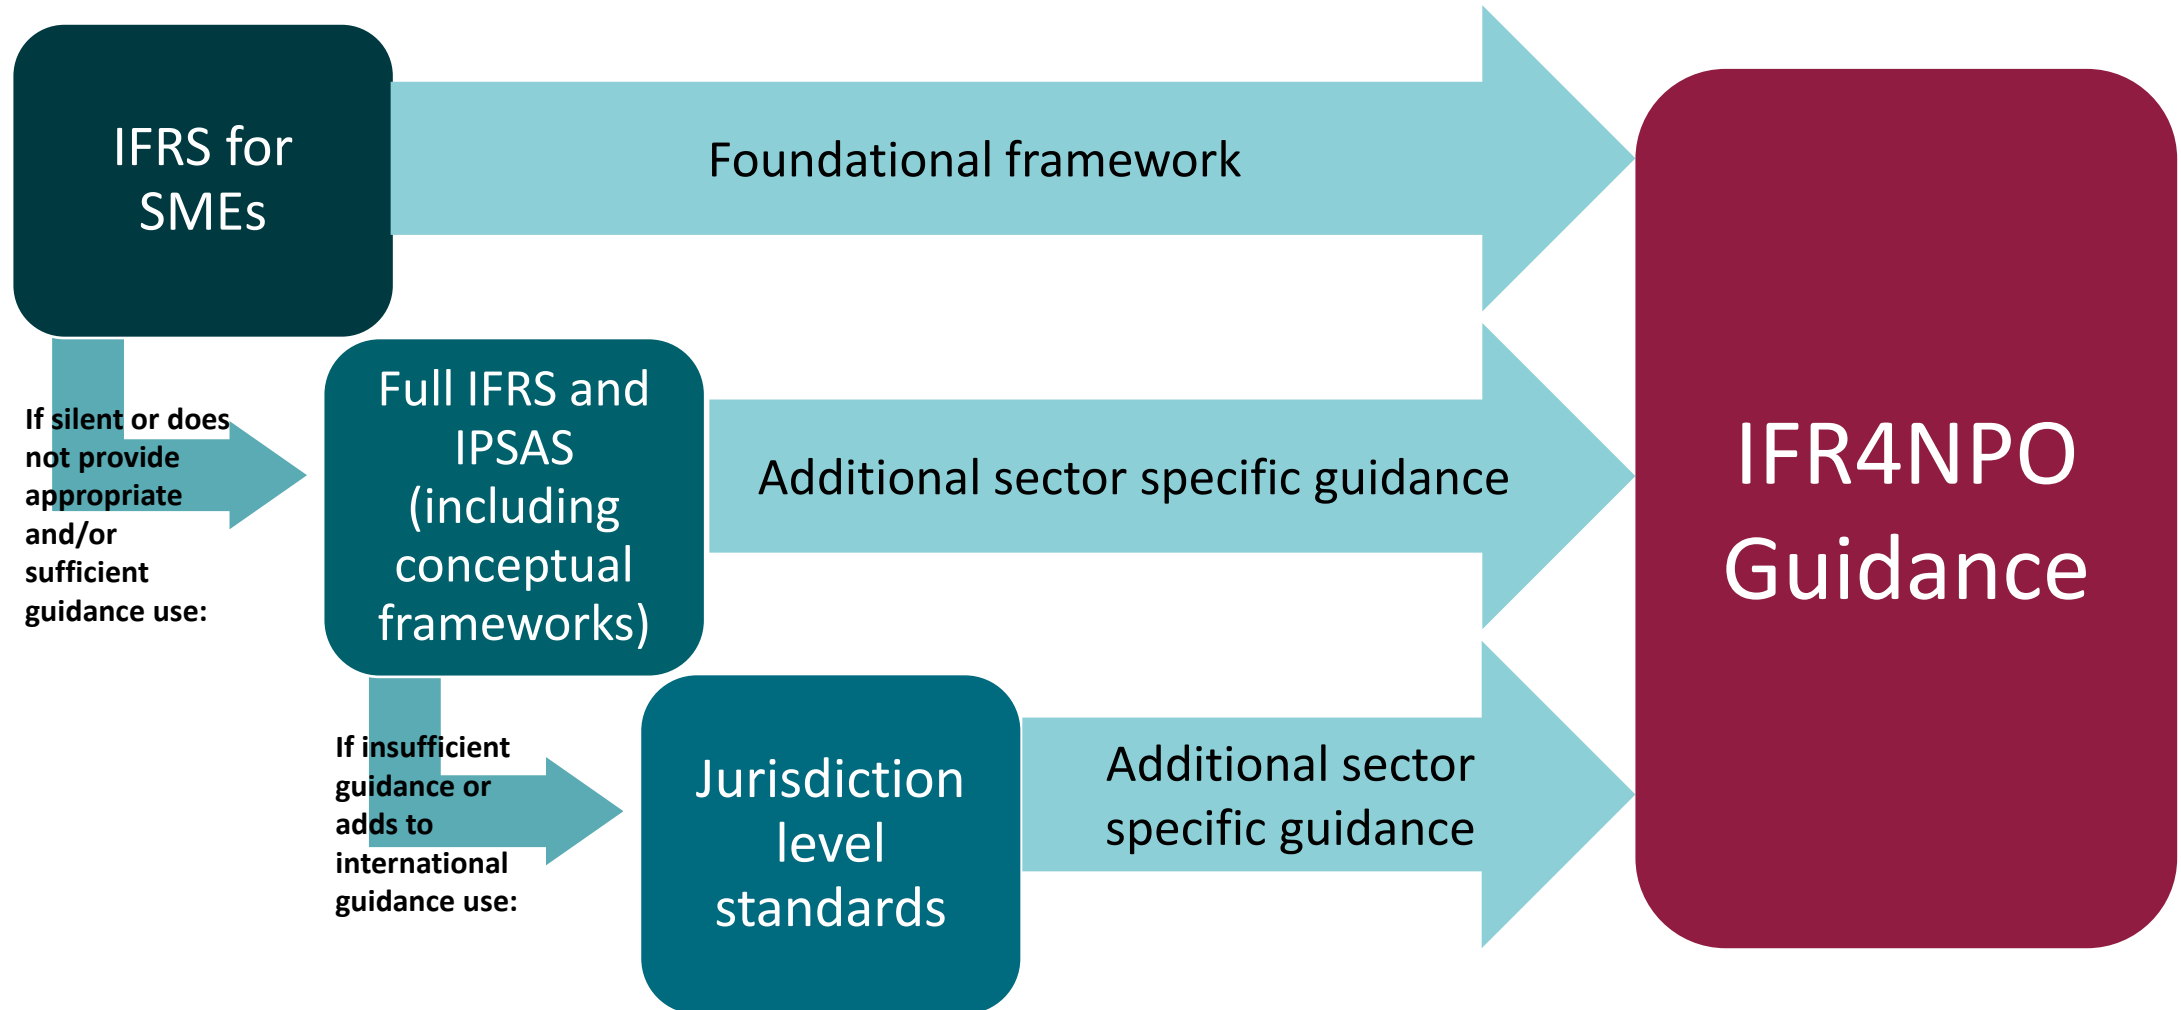 IFRS for
SMEs
Foundational framework
If silent or does
not provide
appropriate
and/or
sufficient
guidance use:
Full IFRS and
IPSAS
(including
conceptual
frameworks)
Additional sector specific guidance
IFR4NPO
Guidance
If insufficient
guidance or
adds to
international
guidance use:
Jurisdiction
level
standards
Additional sector
specific guidance